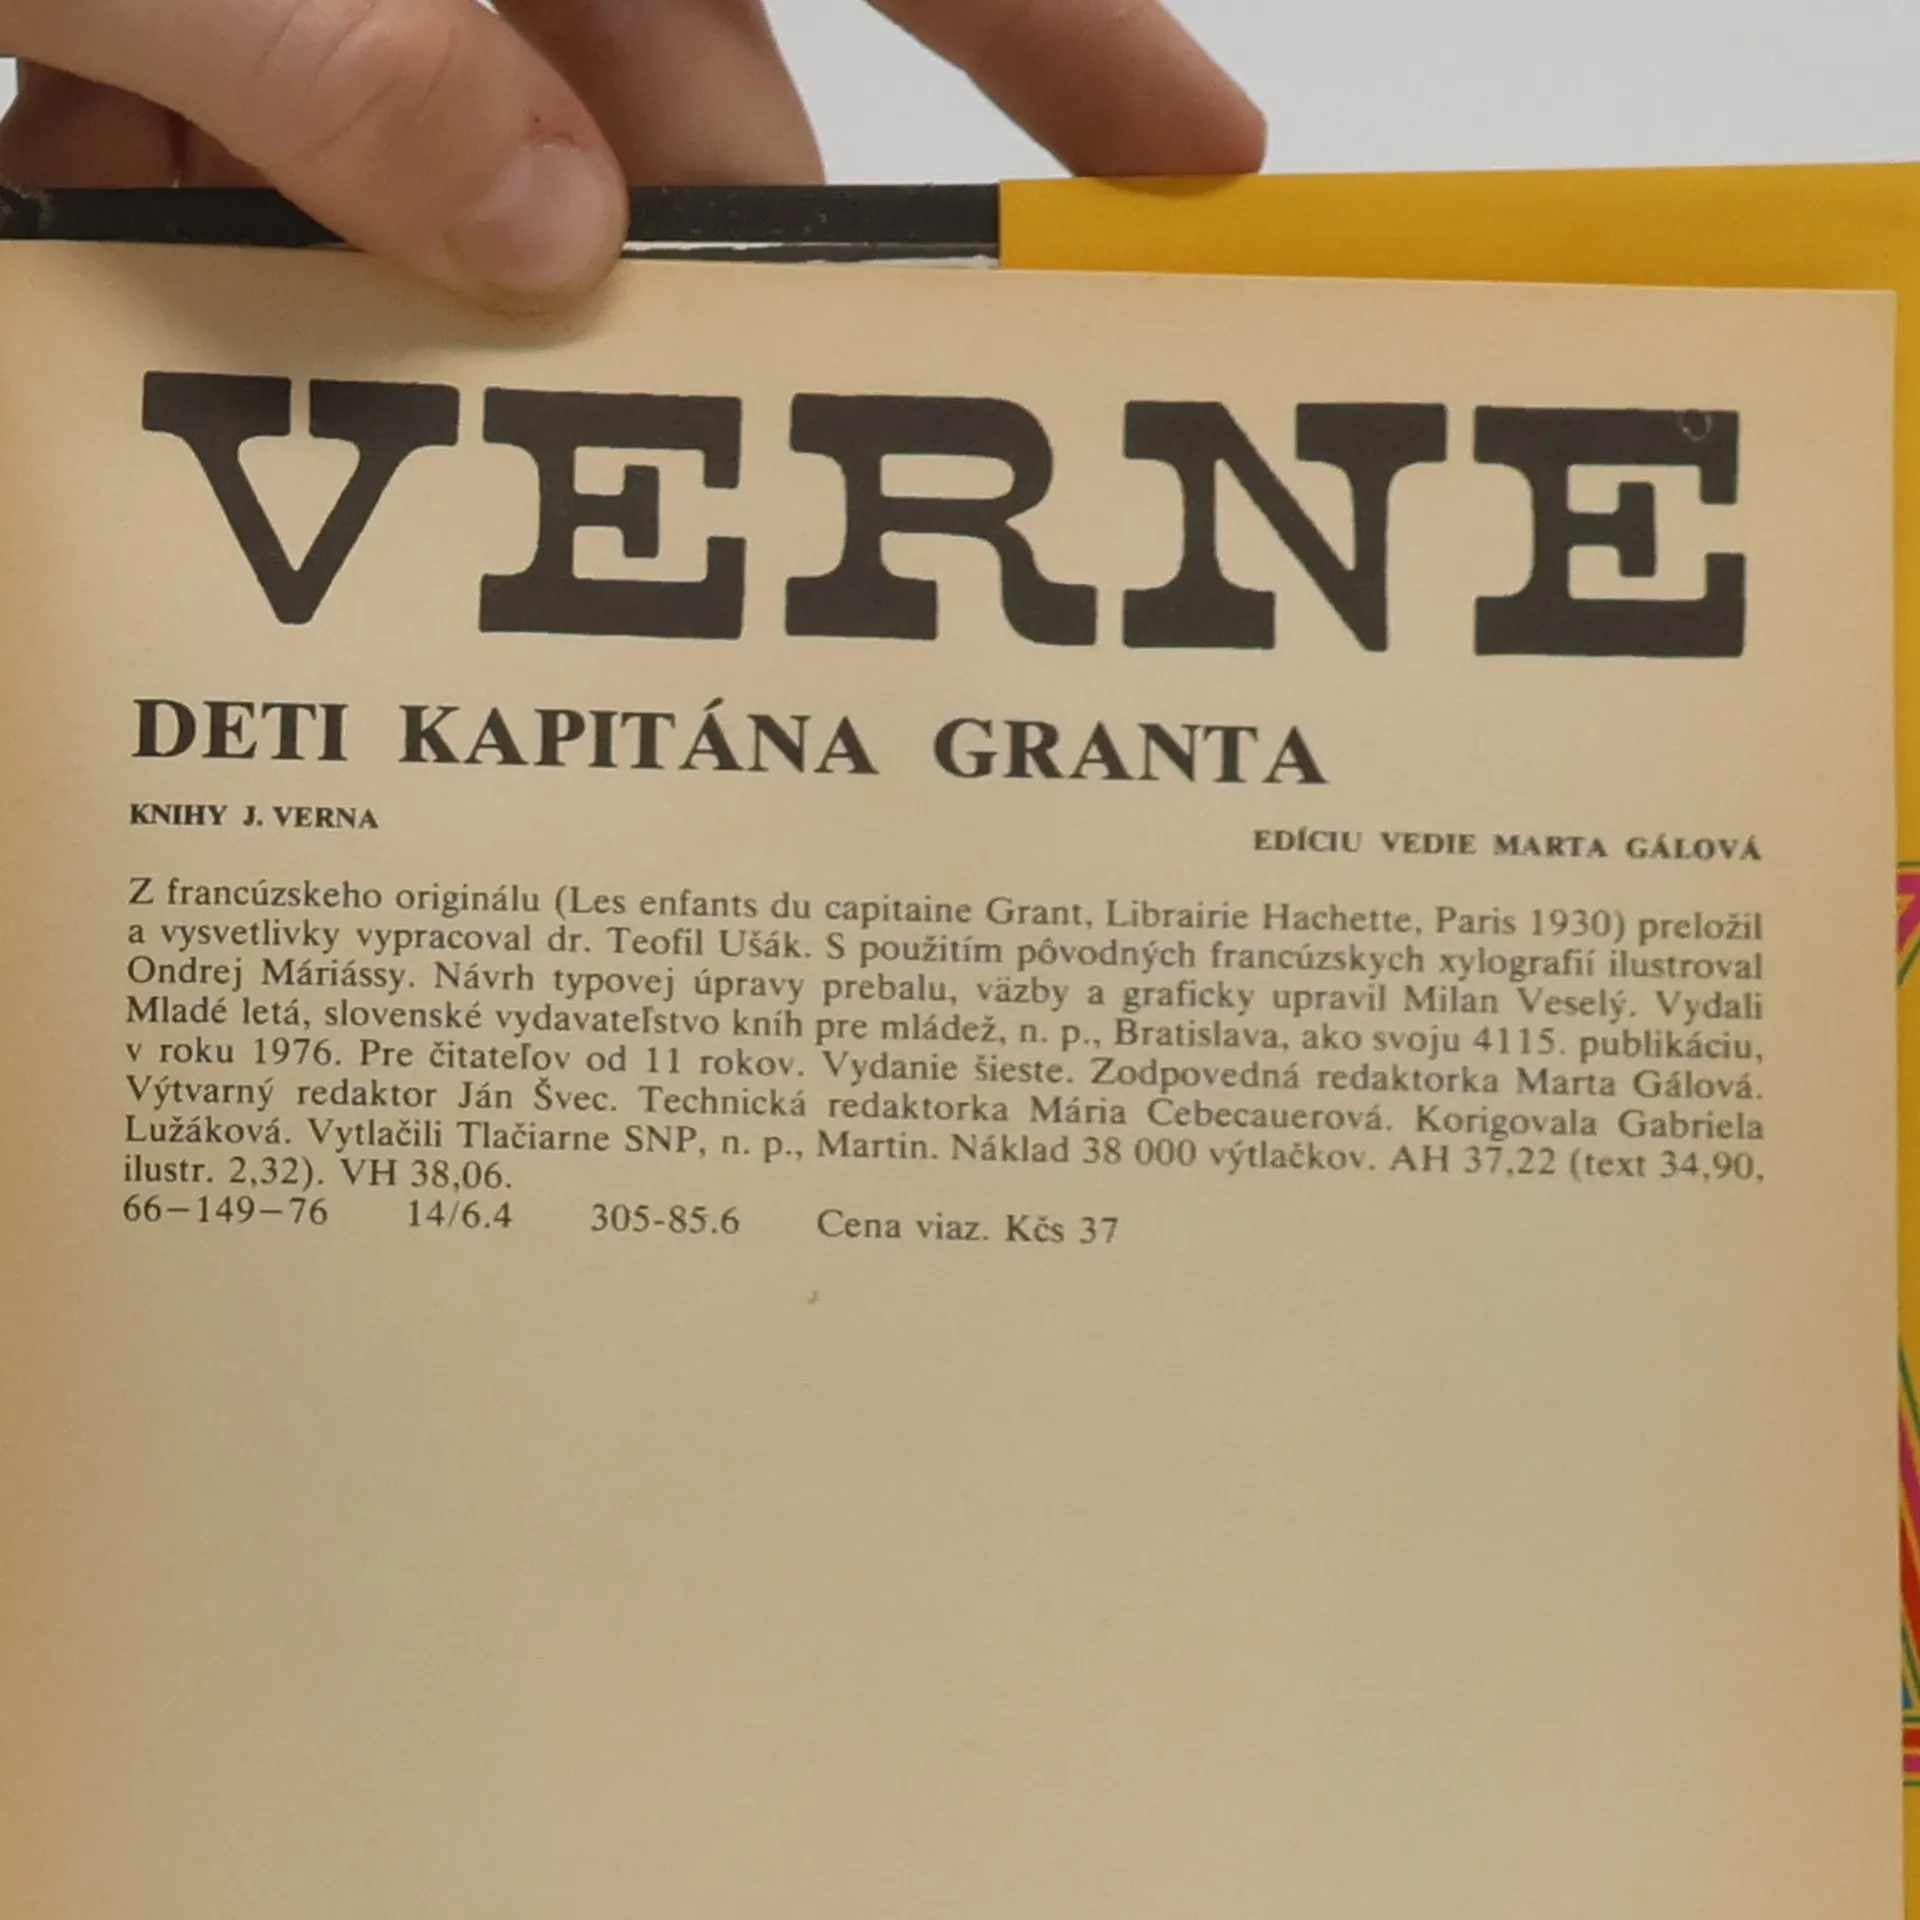 VERNE
DETI KAPITÁNA GRANTA
KNIHY J. VERNA
EDÍCIU VEDIE MARTA GÁLOVÁ
Z francúzskeho originálu (Les enfants du capitaine Grant, Librairie Hachette, Paris 1930) preložil
a vysvetlivky vypracoval dr. Teofil Ušák. S použitím pôvodných francúzskych xylografií ilustroval
Ondrej Máriássy. Návrh typovej úpravy prebalu, väzby a graficky upravil Milan Veselý. Vydali
Mladé letá, slovenské vydavateľstvo kníh pre mládež, n. p., Bratislava, ako svoju 4115. publikáciu,
v roku 1976. Pre čitateľov od 11 rokov. Vydanie šieste. Zodpovedná redaktorka Marta Gálová.
Výtvarný redaktor Ján Švec. Technická redaktorka Mária Čebecauerová. Korigovala Gabriela
Lužáková. Vytlačili Tlačiarne SNP, n. p., Martin. Náklad 38 000 výtlačkov. AH 37,22 (text 34,90,
ilustr. 2,32). VH 38,06.
66—149—76 14/6.4 305-85.6 Cena viaz. Kčs 37